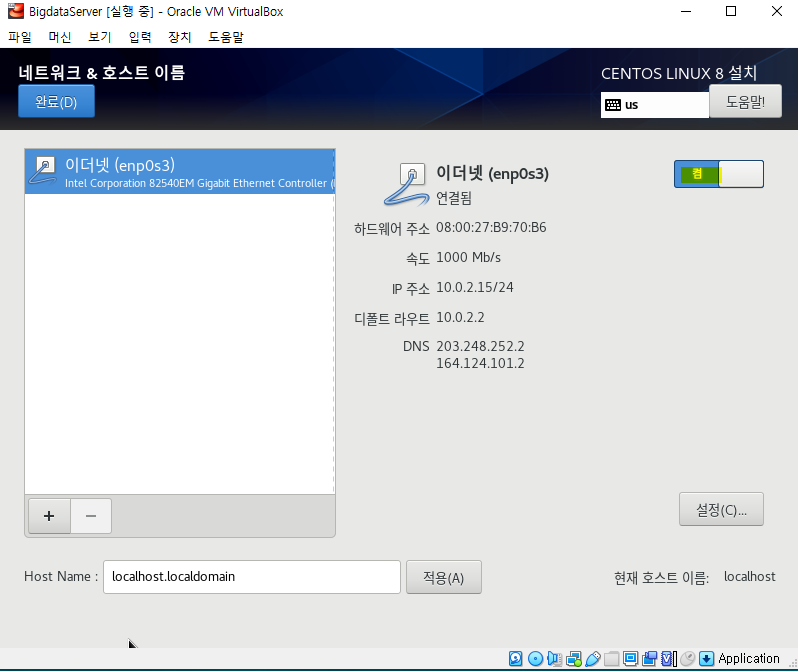 BigdataServer [실행 중] - Oracle VM VirtualBox
파일 머신 보기 입력 장치 도움말
네트워크 & 호스트 이름
CENTOS LINUX 8 설치
완료(D)
us
도움말!
이더넷 (enp0s3)
Intel Corporation 82540EM Gigabit Ethernet Controller (
이더넷 (enp0s3)
연결됨
켬
하드웨어 주소 08:00:27:B9:70:B6
속도 1000 Mb/s
IP 주소 10.0.2.15/24
디폴트 라우트 10.0.2.2
DNS 203.248.252.2
164.124.101.2
+ −
설정(C)...
Host Name : localhost.localdomain 적용(A) 현재 호스트 이름: localhost
Application